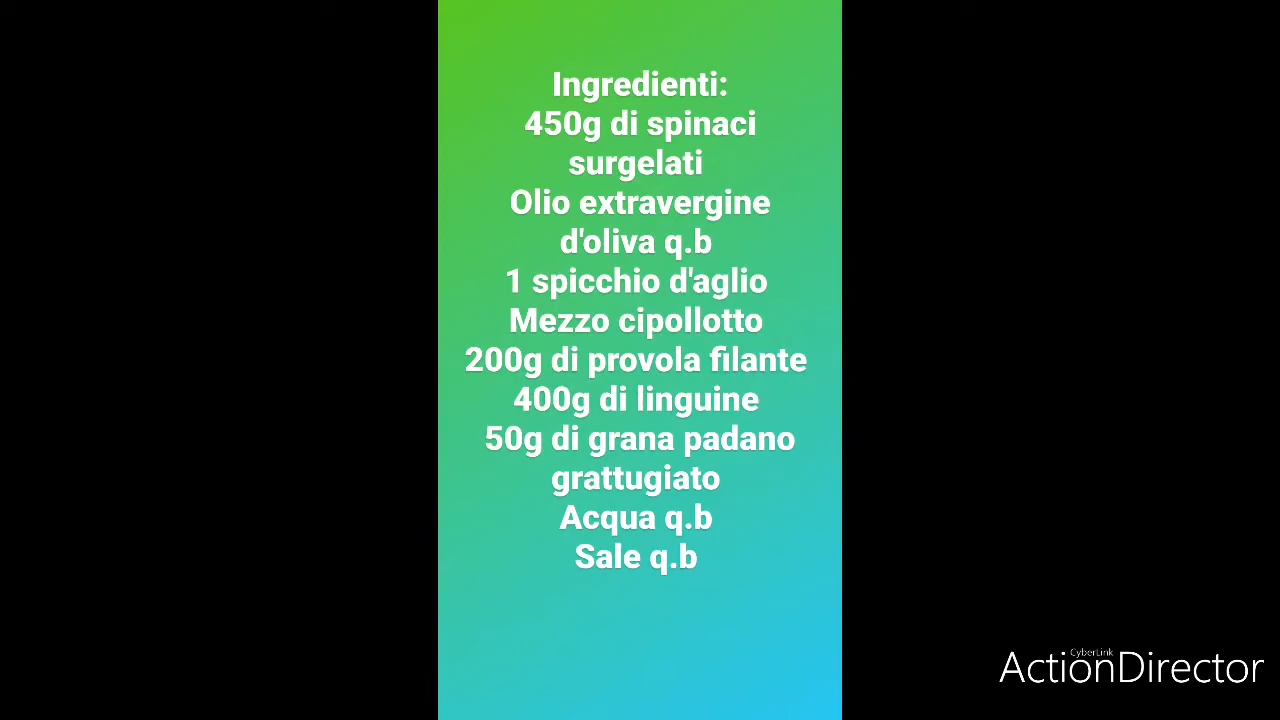 Ingredienti:
450g di spinaci
surgelati
Olio extravergine
d'oliva q.b
1 spicchio d'aglio
Mezzo cipollotto
200g di provola filante
400g di linguine
50g di grana padano
grattugiato
Acqua q.b
Sale q.b
CyberLink
ActionDirector